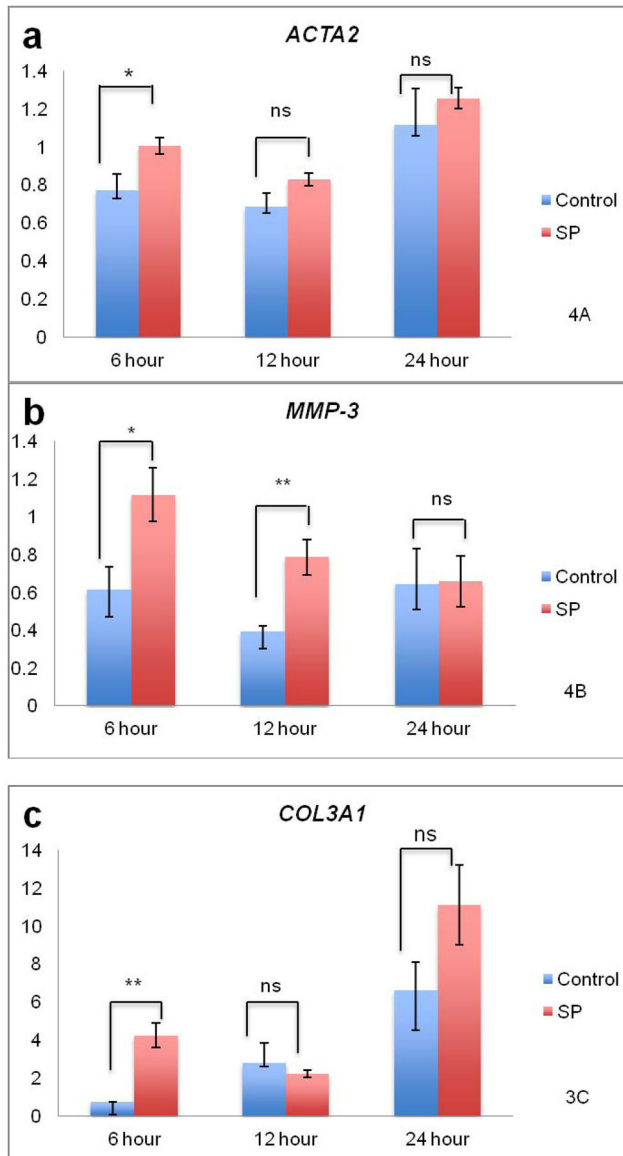 a
ACTA2
1.4
1.2
1
0.8
0.6
0.4
0.2
0
*
ns
ns
6 hour
12 hour
24 hour
Control
SP
4A
b
MMP-3
1.4
1.2
1
0.8
0.6
0.4
0.2
0
*
**
ns
6 hour
12 hour
24 hour
Control
SP
4B
c
COL3A1
14
12
10
8
6
4
2
0
**
ns
ns
6 hour
12 hour
24 hour
Control
SP
3C